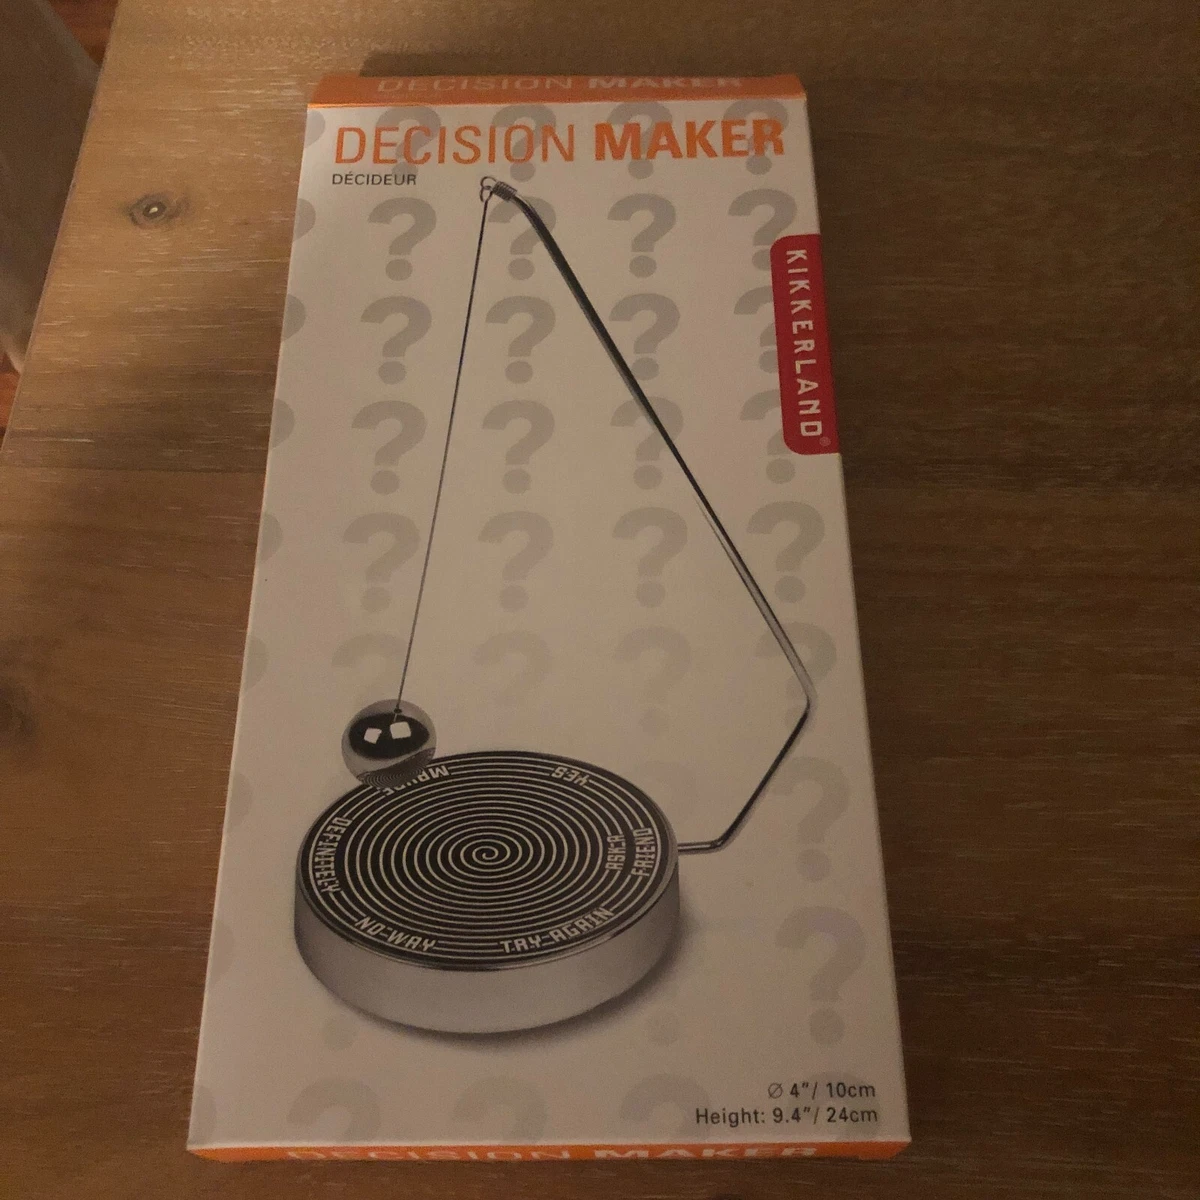 DECISION MAKER
DECISION MAKER
DÉCIDEUR
KIKKERLAND®
MAYBE
YES
DEFINITELY
ASK A
FRIEND
NO-WAY
TRY-AGAIN
Ø 4"/ 10cm
Height: 9.4"/ 24cm
DECISION MAKER